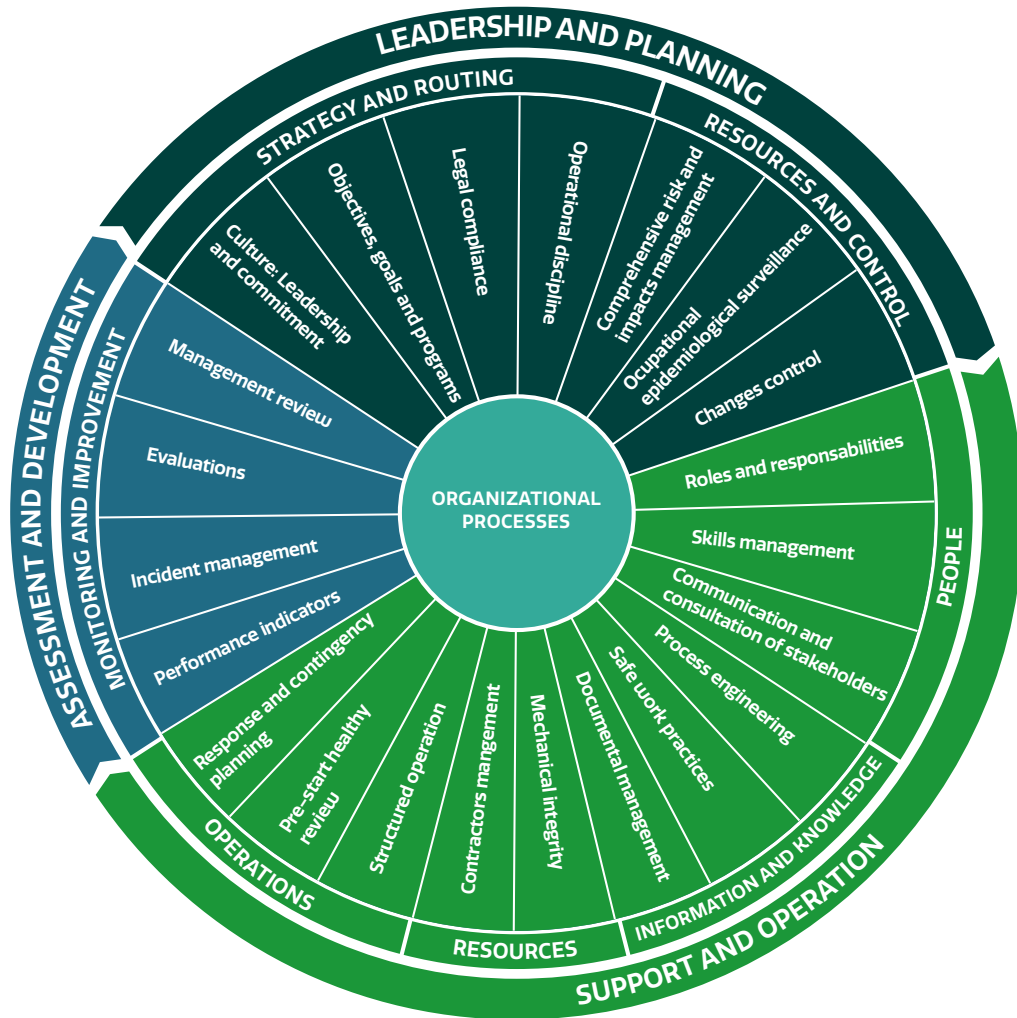 LEADERSHIP AND PLANNING
STRATEGY AND ROUTING
RESOURCES AND CONTROL
Culture: Leadership
and commitment
Objectives, goals and programs
Legal compliance
Operational discipline
Comprehensive risk and
impacts management
Ocupational
epidemiological surveillance
Changes control
SUPPORT AND OPERATION
PEOPLE
Roles and responsabilities
Skills management
Communication and
consultation of stakeholders
INFORMATION AND KNOWLEDGE
Process engineering
Safe work practices
Documental management
RESOURCES
Mechanical integrity
Contractors mangement
OPERATIONS
Structured operation
Pre-start healthy
review
Response and contingency
planning
ASSESSMENT AND DEVELOPMENT
MONITORING AND IMPROVEMENT
Performance indicators
Incident management
Evaluations
Management review
ORGANIZATIONAL
PROCESSES